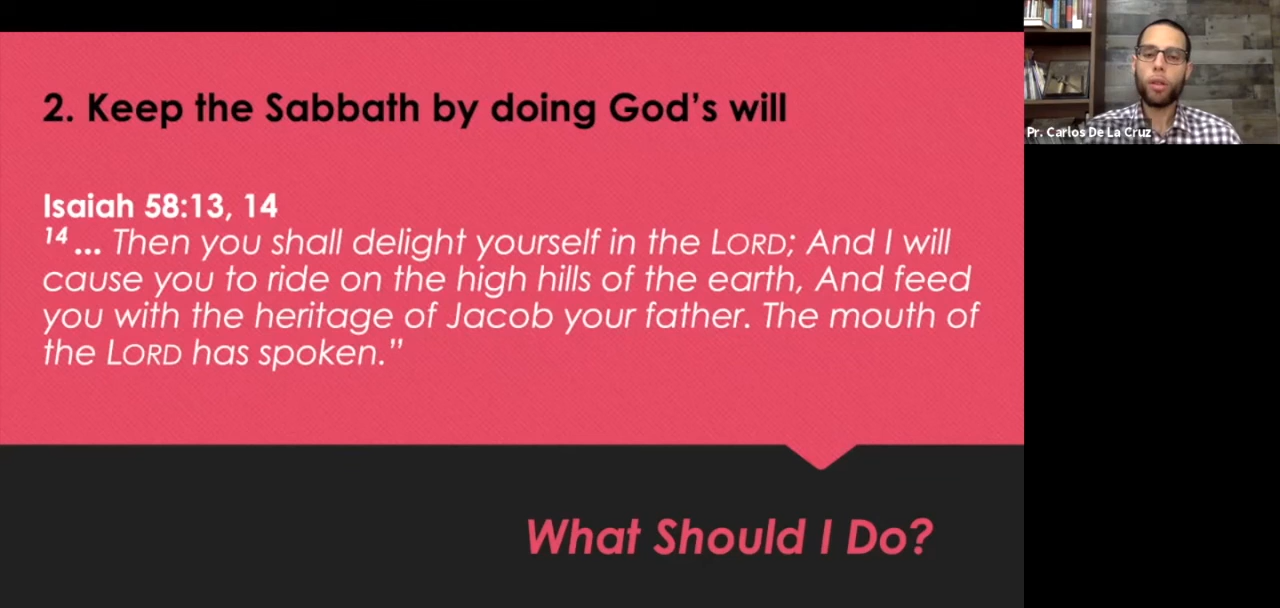 2. Keep the Sabbath by doing God's will
Isaiah 58:13, 14
14... Then you shall delight yourself in the LORD; And I will
cause you to ride on the high hills of the earth, And feed
you with the heritage of Jacob your father. The mouth of
the LORD has spoken.”
What Should I Do?
Pr. Carlos De La Cruz